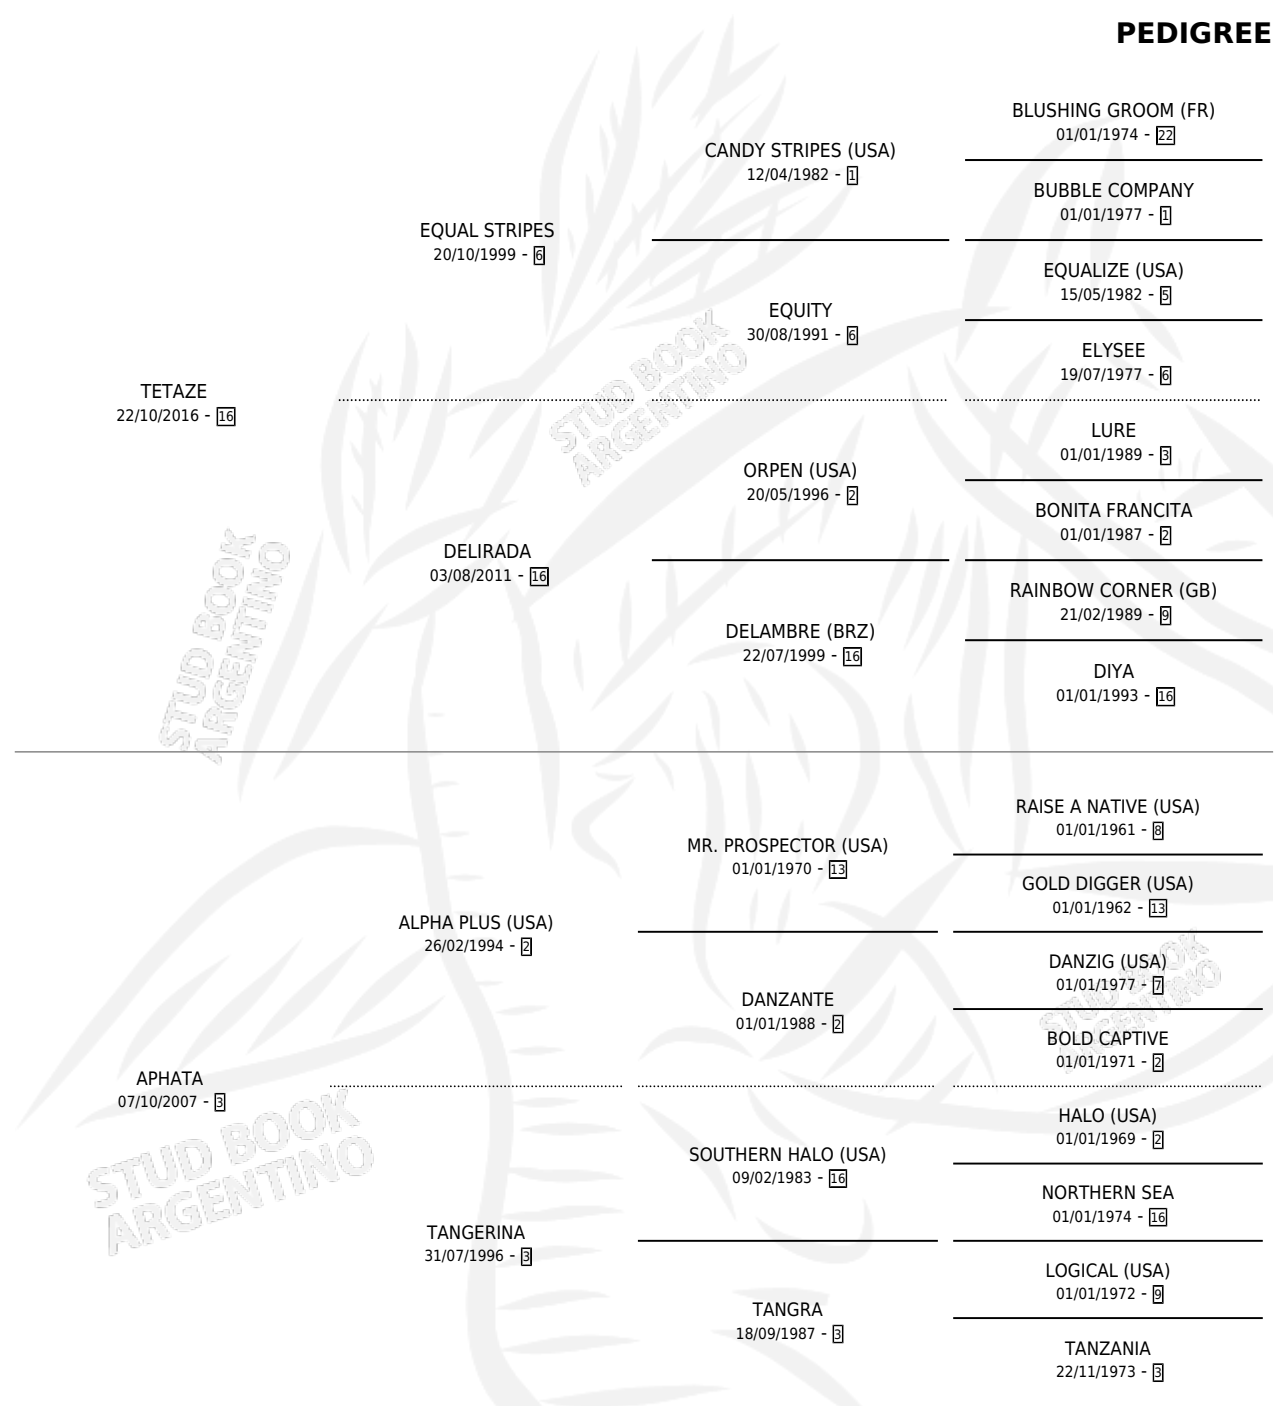 PEDIGREE
BLUSHING GROOM (FR)
01/01/1974 - 22
CANDY STRIPES (USA)
12/04/1982 - 1
BUBBLE COMPANY
01/01/1977 - 1
EQUAL STRIPES
20/10/1999 - 6
EQUALIZE (USA)
15/05/1982 - 5
EQUITY
30/08/1991 - 6
ELYSEE
19/07/1977 - 6
TETAZE
22/10/2016 - 16
LURE
01/01/1989 - 3
ORPEN (USA)
20/05/1996 - 2
BONITA FRANCITA
01/01/1987 - 2
DELIRADA
03/08/2011 - 16
RAINBOW CORNER (GB)
21/02/1989 - 9
DELAMBRE (BRZ)
22/07/1999 - 16
DIYA
01/01/1993 - 16
RAISE A NATIVE (USA)
01/01/1961 - 8
MR. PROSPECTOR (USA)
01/01/1970 - 13
GOLD DIGGER (USA)
01/01/1962 - 13
ALPHA PLUS (USA)
26/02/1994 - 2
DANZIG (USA)
01/01/1977 - 7
DANZANTE
01/01/1988 - 2
BOLD CAPTIVE
01/01/1971 - 2
APHATA
07/10/2007 - 3
HALO (USA)
01/01/1969 - 2
SOUTHERN HALO (USA)
09/02/1983 - 16
NORTHERN SEA
01/01/1974 - 16
TANGERINA
31/07/1996 - 3
LOGICAL (USA)
01/01/1972 - 9
TANGRA
18/09/1987 - 3
TANZANIA
22/11/1973 - 3
STUD BOOK
ARGENTINO
STUD BOOK
ARGENTINO
STUD BOOK
ARGENTINO
STUD BOOK
ARGENTINO